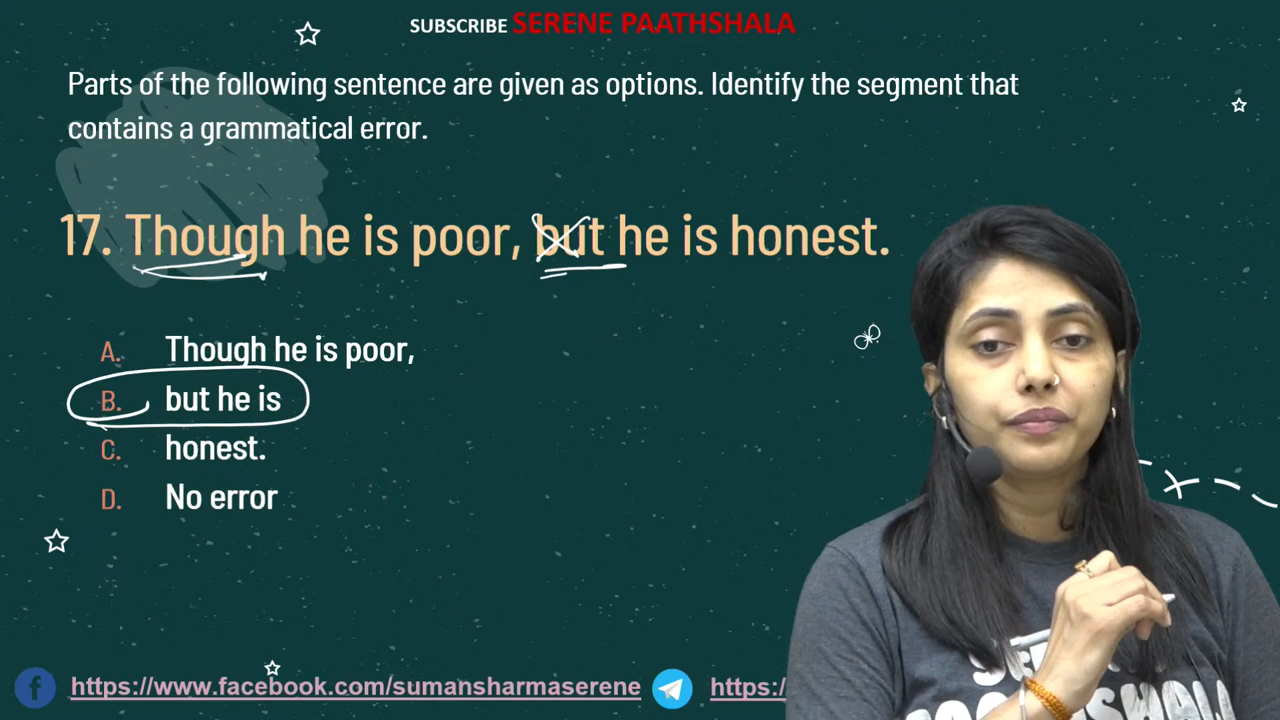 SUBSCRIBE SERENE PAATHSHALA
Parts of the following sentence are given as options. Identify the segment that
contains a grammatical error.
17. Though he is poor, but he is honest.
A. Though he is poor,
B. but he is
C. honest.
D. No error
f https://www.facebook.com/sumansharmaserene https:/